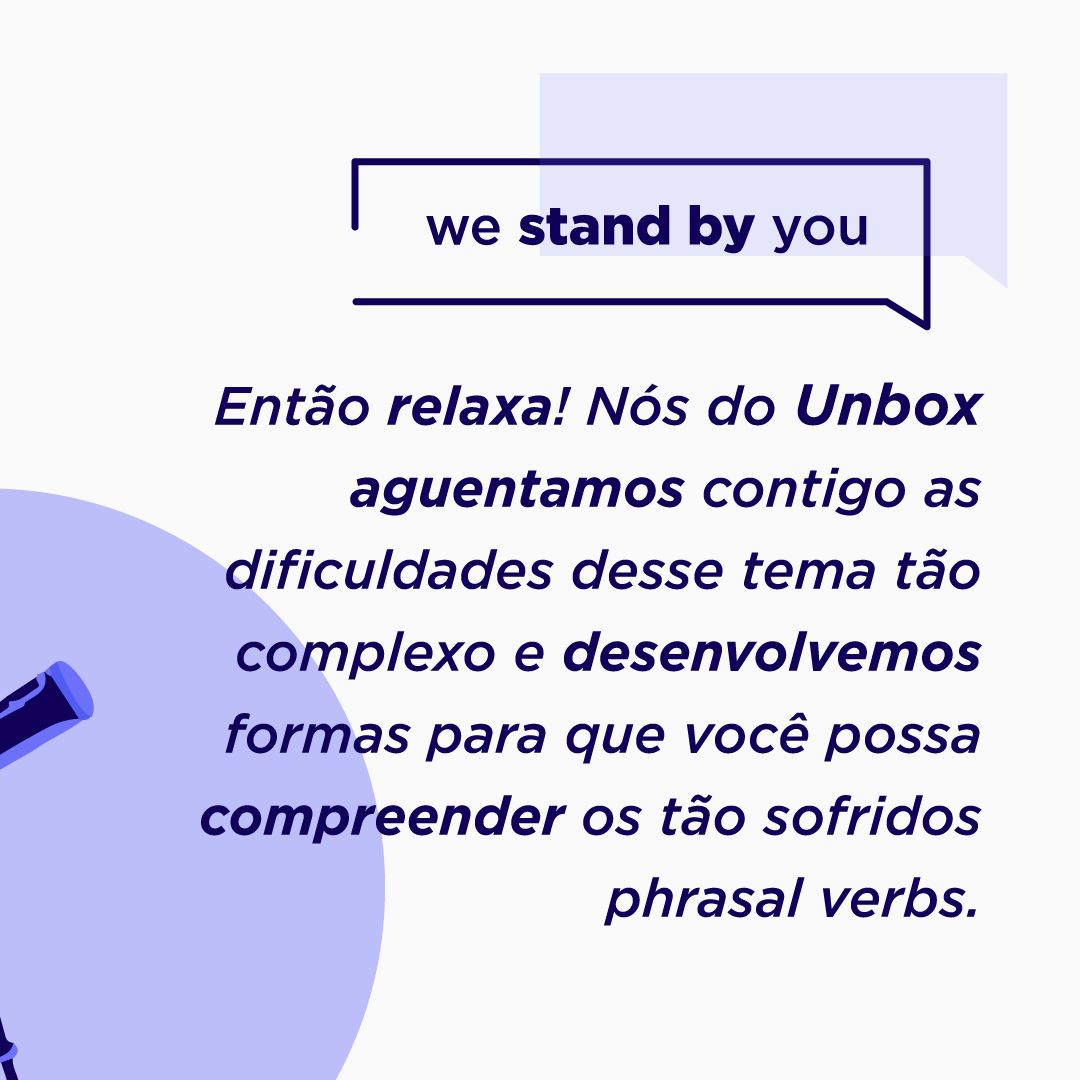 we stand by you
Então relaxa! Nós do Unbox
aguentamos contigo as
dificuldades desse tema tão
complexo e desenvolvemos
formas para que você possa
compreender os tão sofridos
phrasal verbs.